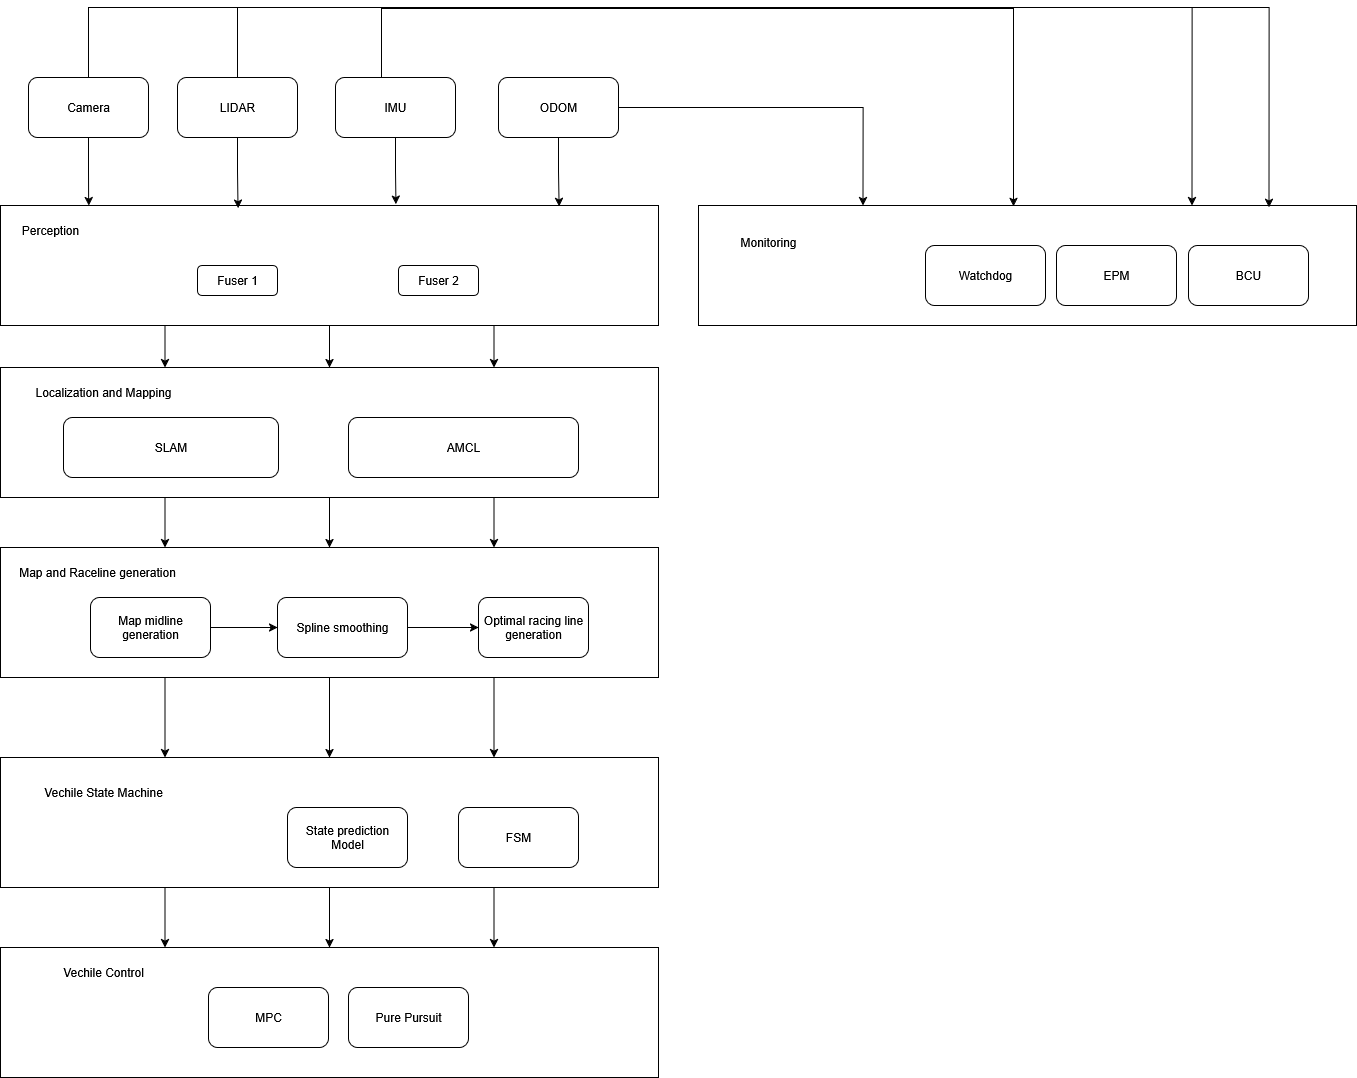 Camera
LIDAR
IMU
ODOM
Perception
Fuser 1
Fuser 2
Monitoring
Watchdog
EPM
BCU
Localization and Mapping
SLAM
AMCL
Map and Raceline generation
Map midline
generation
Spline smoothing
Optimal racing line
generation
Vechile State Machine
State prediction
Model
FSM
Vechile Control
MPC
Pure Pursuit